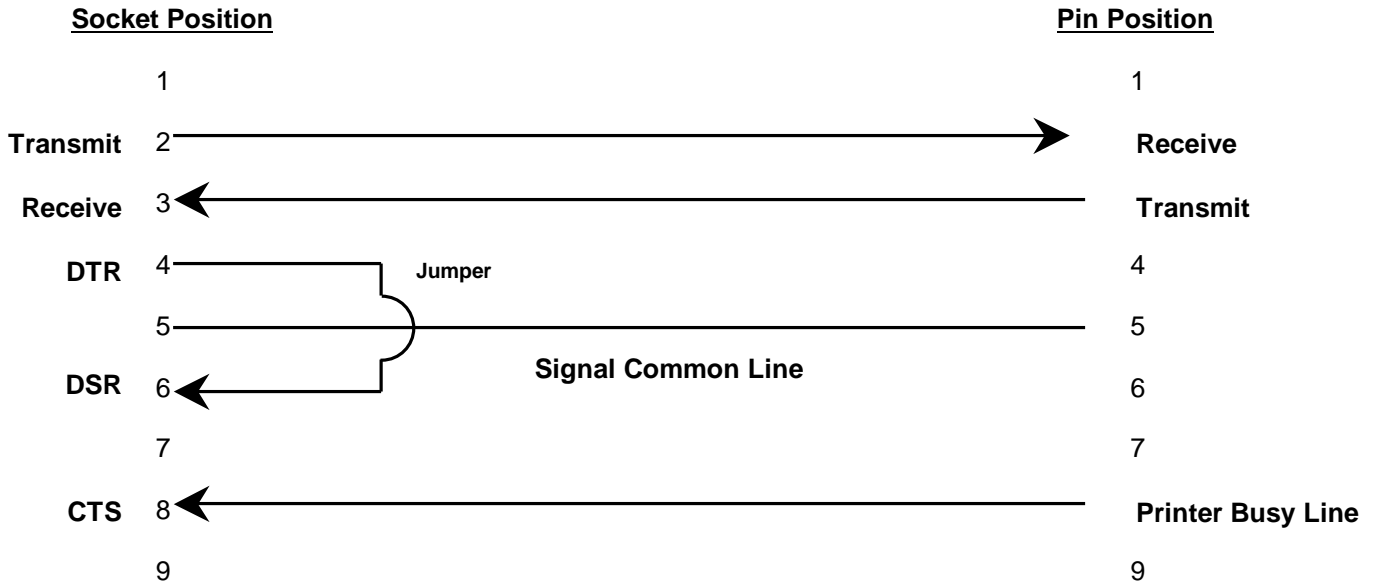 Socket Position Pin Position
1 1
Transmit 2 Receive
Receive 3 Transmit
DTR 4 Jumper 4
5 5
Signal Common Line
DSR 6 6
7 7
CTS 8 Printer Busy Line
9 9